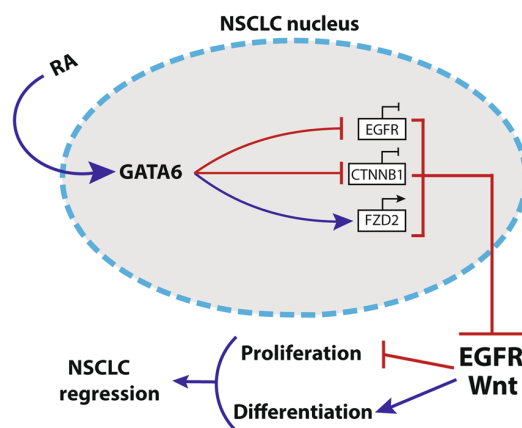 NSCLC nucleus
RA
EGFR
GATA6
CTNNB1
FZD2
Proliferation
EGFR
Wnt
NSCLC
regression
Differentiation